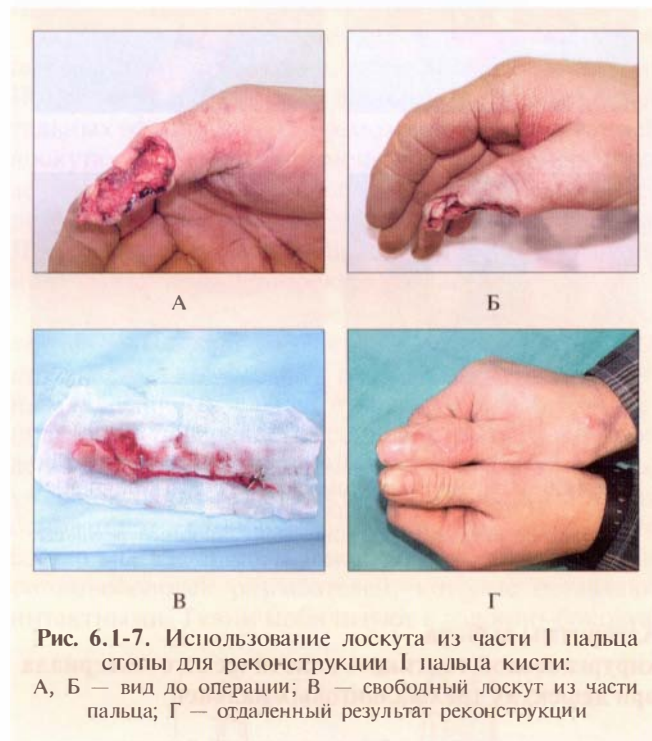 А
Б
В
Г
Рис. 6.1-7. Использование лоскута из части I пальца
стопы для реконструкции I пальца кисти:
А, Б — вид до операции; В — свободный лоскут из части
пальца; Г — отдаленный результат реконструкции